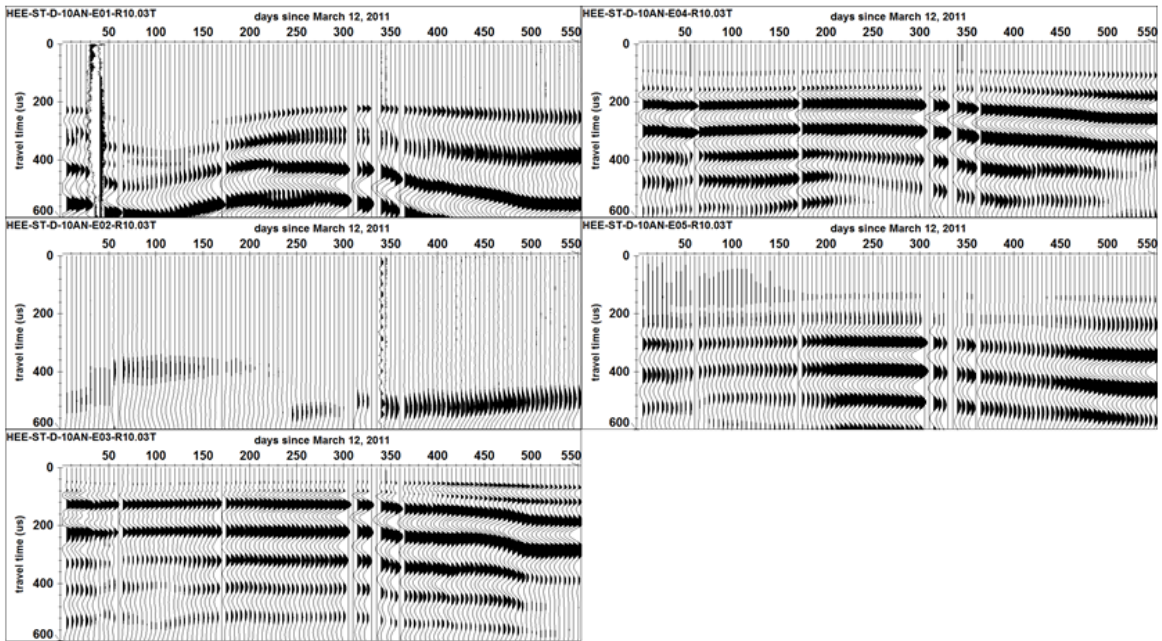 HEE-ST-D-10AN-E01-R10.03T
days since March 12, 2011
50 100 150 200 250 300 350 400 450 500 550
0
200
400
600
travel time (us)
HEE-ST-D-10AN-E04-R10.03T
days since March 12, 2011
50 100 150 200 250 300 350 400 450 500 550
0
200
400
600
travel time (us)
HEE-ST-D-10AN-E02-R10.03T
days since March 12, 2011
50 100 150 200 250 300 350 400 450 500 550
0
200
400
600
travel time (us)
HEE-ST-D-10AN-E05-R10.03T
days since March 12, 2011
50 100 150 200 250 300 350 400 450 500 550
0
200
400
600
travel time (us)
HEE-ST-D-10AN-E03-R10.03T
days since March 12, 2011
50 100 150 200 250 300 350 400 450 500 550
0
200
400
600
travel time (us)